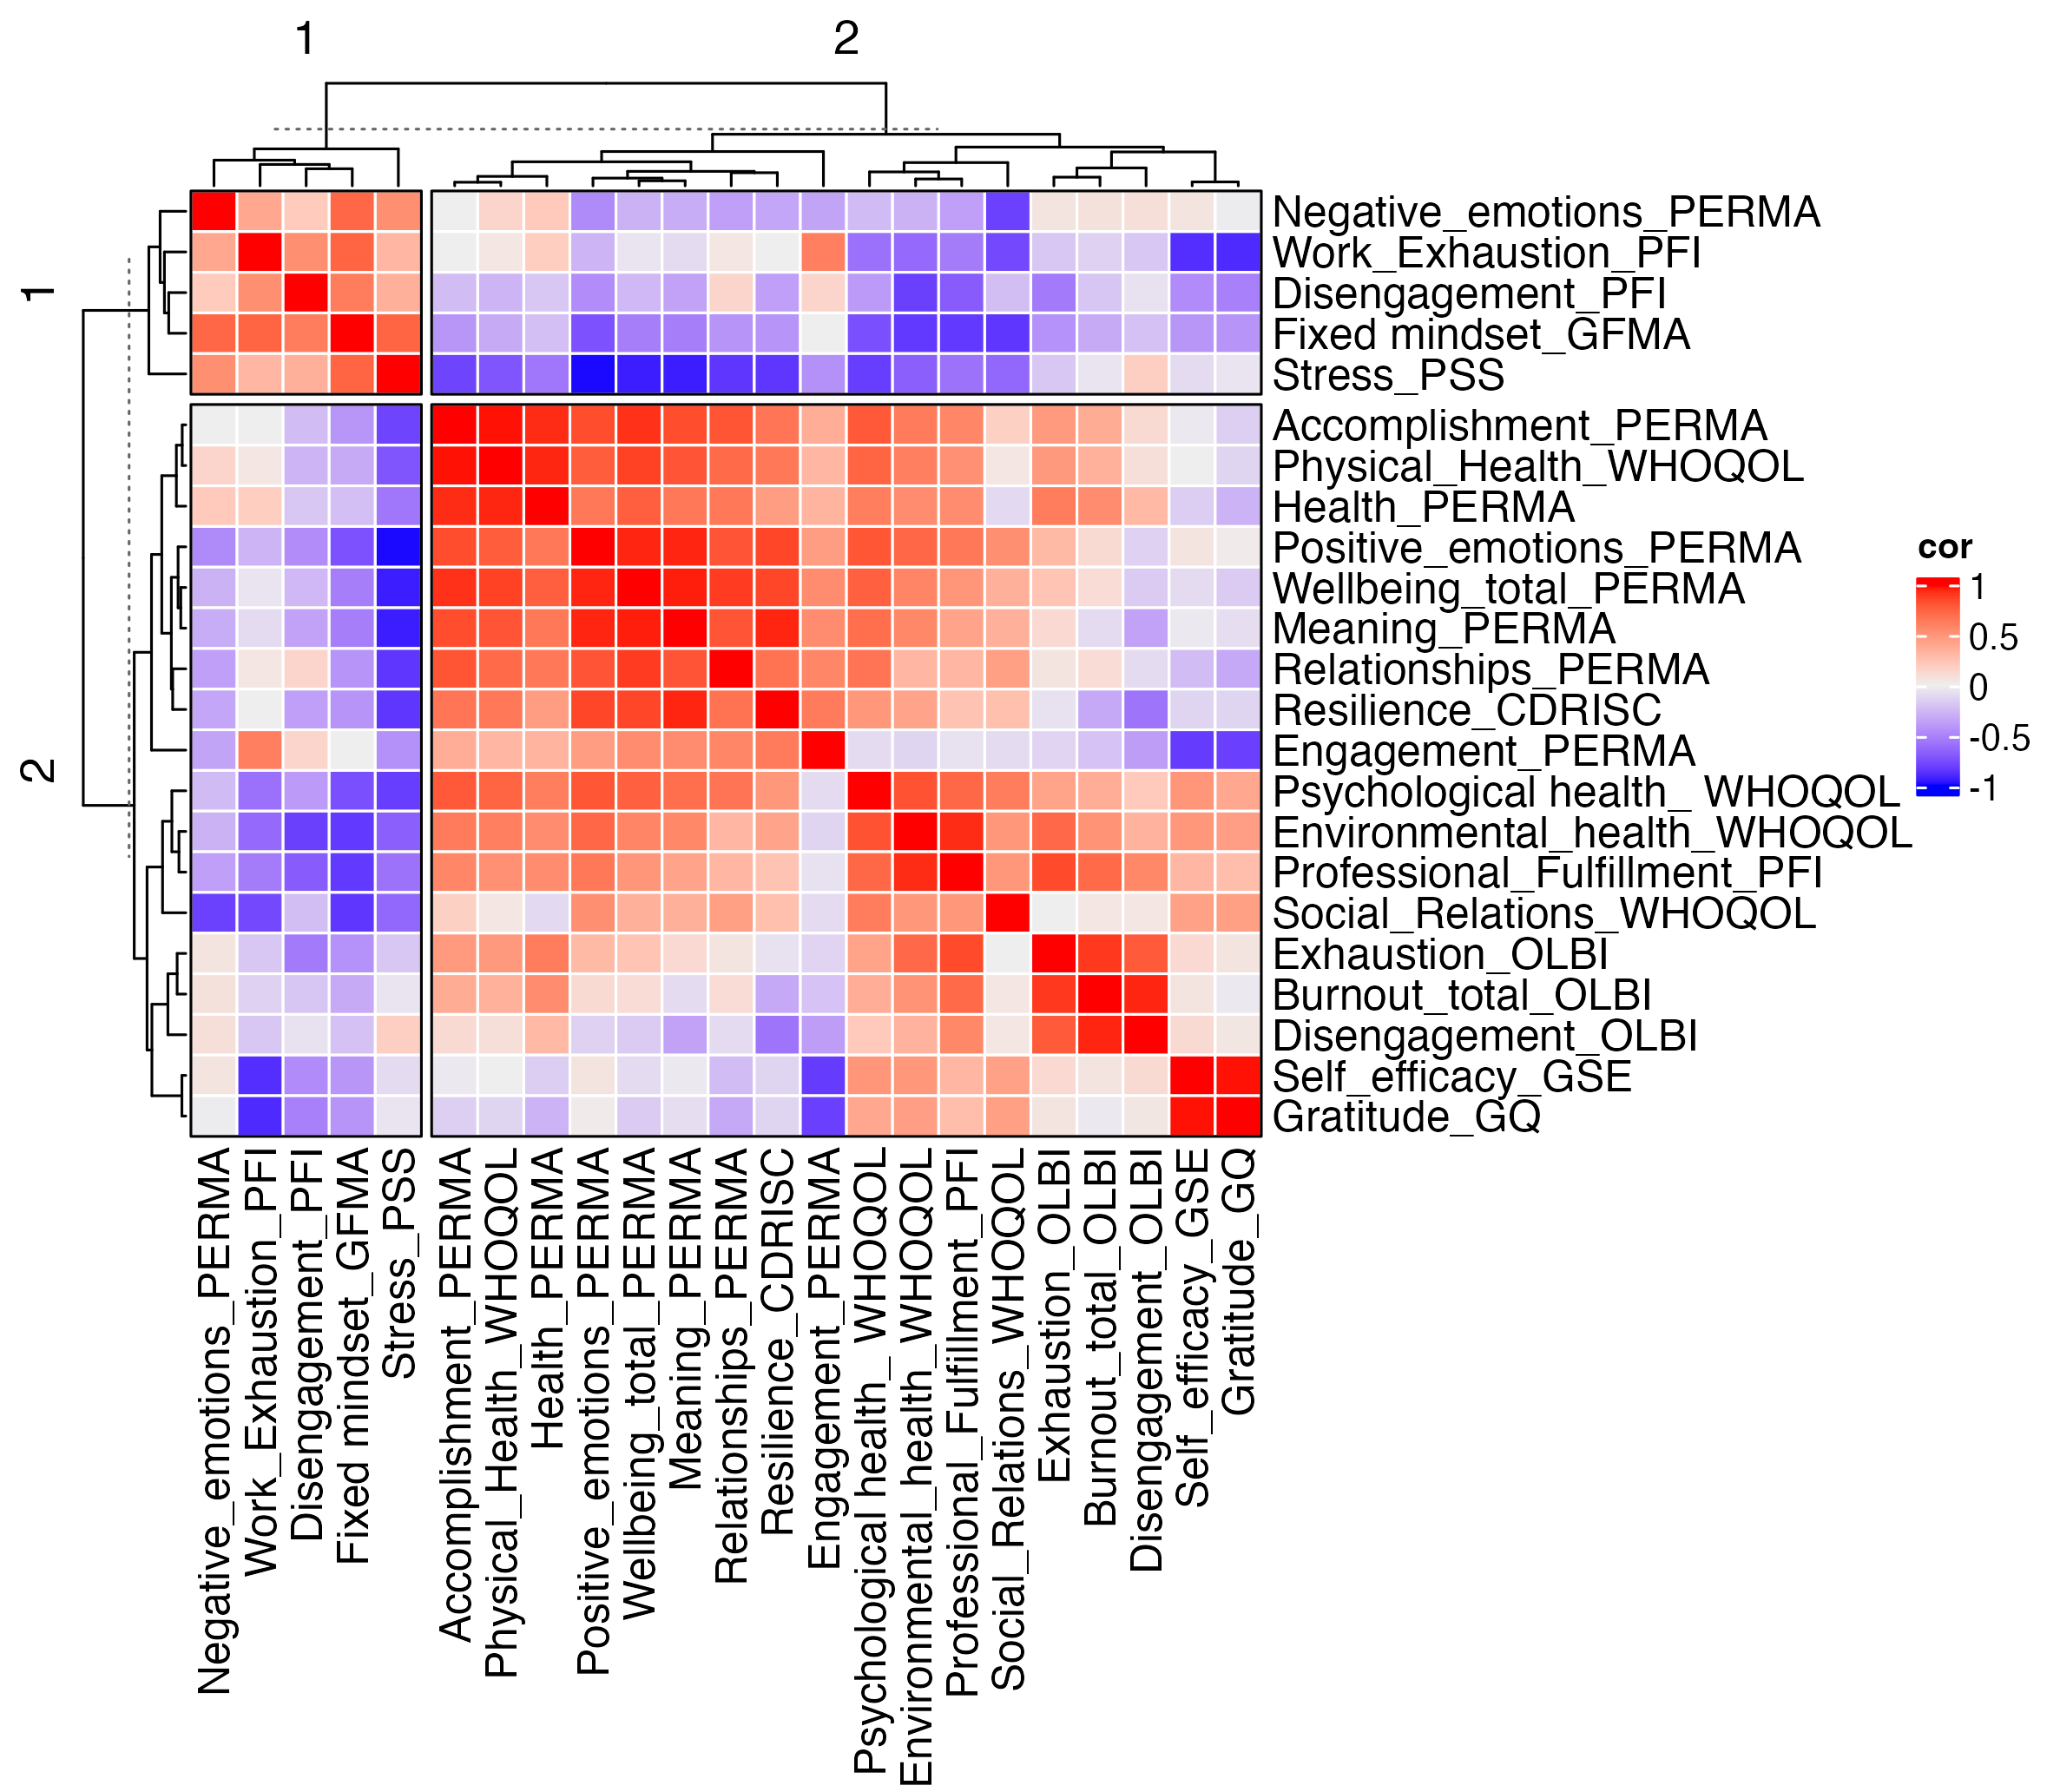 1
2
1
2
Negative_emotions_PERMA
Work_Exhaustion_PFI
Disengagement_PFI
Fixed mindset_GFMA
Stress_PSS
Accomplishment_PERMA
Physical_Health_WHOQOL
Health_PERMA
Positive_emotions_PERMA
Wellbeing_total_PERMA
Meaning_PERMA
Relationships_PERMA
Resilience_CDRISC
Engagement_PERMA
Psychological health_ WHOQOL
Environmental_health_WHOQOL
Professional_Fulfillment_PFI
Social_Relations_WHOQOL
Exhaustion_OLBI
Burnout_total_OLBI
Disengagement_OLBI
Self_efficacy_GSE
Gratitude_GQ
cor
1
0.5
0
-0.5
-1
Negative_emotions_PERMA
Work_Exhaustion_PFI
Disengagement_PFI
Fixed mindset_GFMA
Stress_PSS
Accomplishment_PERMA
Physical_Health_WHOQOL
Health_PERMA
Positive_emotions_PERMA
Wellbeing_total_PERMA
Meaning_PERMA
Relationships_PERMA
Resilience_CDRISC
Engagement_PERMA
Psychological health_ WHOQOL
Environmental_health_WHOQOL
Professional_Fulfillment_PFI
Social_Relations_WHOQOL
Exhaustion_OLBI
Burnout_total_OLBI
Disengagement_OLBI
Self_efficacy_GSE
Gratitude_GQ